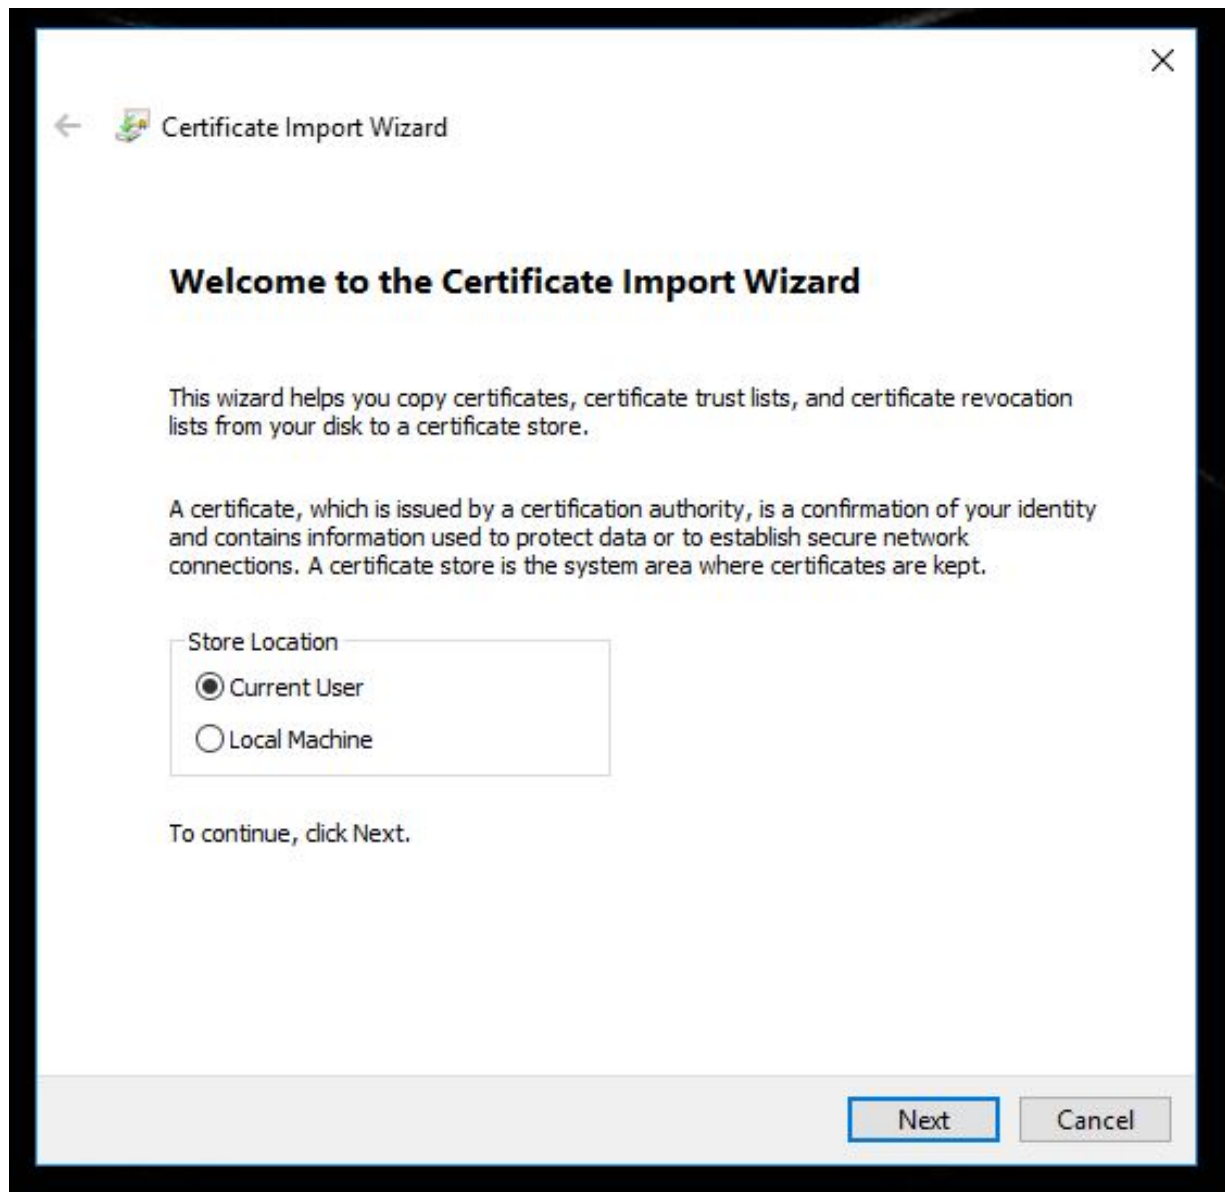 Certificate Import Wizard
Welcome to the Certificate Import Wizard
This wizard helps you copy certificates, certificate trust lists, and certificate revocation
lists from your disk to a certificate store.
A certificate, which is issued by a certification authority, is a confirmation of your identity
and contains information used to protect data or to establish secure network
connections. A certificate store is the system area where certificates are kept.
Store Location
Current User
Local Machine
To continue, click Next.
Next
Cancel